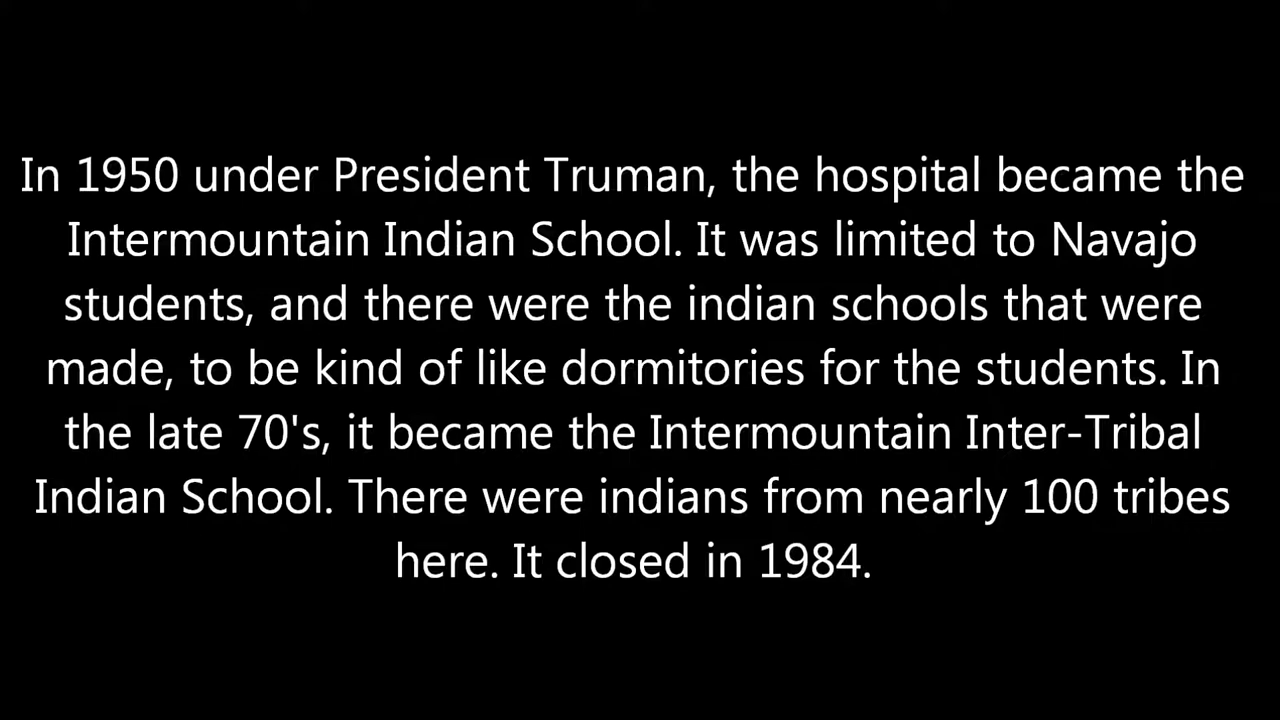 In 1950 under President Truman, the hospital became the
Intermountain Indian School. It was limited to Navajo
students, and there were the indian schools that were
made, to be kind of like dormitories for the students. In
the late 70's, it became the Intermountain Inter-Tribal
Indian School. There were indians from nearly 100 tribes
here. It closed in 1984.